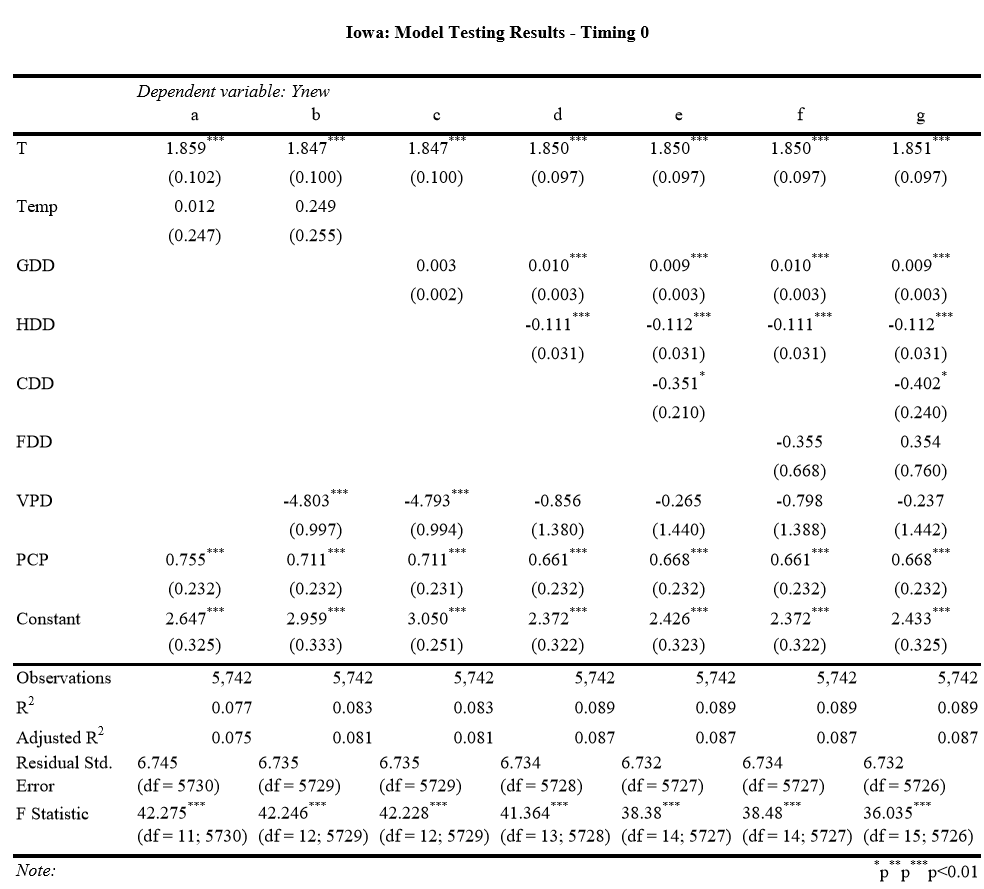 Iowa: Model Testing Results - Timing 0
Dependent variable: Ynew
a b c d e f g
T 1.859*** 1.847*** 1.847*** 1.850*** 1.850*** 1.850*** 1.851***
(0.102) (0.100) (0.100) (0.097) (0.097) (0.097) (0.097)
Temp 0.012 0.249
(0.247) (0.255)
GDD 0.003 0.010*** 0.009*** 0.010*** 0.009***
(0.002) (0.003) (0.003) (0.003) (0.003)
HDD -0.111*** -0.112*** -0.111*** -0.112***
(0.031) (0.031) (0.031) (0.031)
CDD -0.351* -0.402*
(0.210) (0.240)
FDD -0.355 0.354
(0.668) (0.760)
VPD -4.803*** -4.793*** -0.856 -0.265 -0.798 -0.237
(0.997) (0.994) (1.380) (1.440) (1.388) (1.442)
PCP 0.755*** 0.711*** 0.711*** 0.661*** 0.668*** 0.661*** 0.668***
(0.232) (0.232) (0.231) (0.232) (0.232) (0.232) (0.232)
Constant 2.647*** 2.959*** 3.050*** 2.372*** 2.426*** 2.372*** 2.433***
(0.325) (0.333) (0.251) (0.322) (0.323) (0.322) (0.325)
Observations 5,742 5,742 5,742 5,742 5,742 5,742 5,742
R² 0.077 0.083 0.083 0.089 0.089 0.089 0.089
Adjusted R² 0.075 0.081 0.081 0.087 0.087 0.087 0.087
Residual Std. 6.745 6.735 6.735 6.734 6.732 6.734 6.732
Error (df = 5730) (df = 5729) (df = 5729) (df = 5728) (df = 5727) (df = 5727) (df = 5726)
F Statistic 42.275*** 42.246*** 42.228*** 41.364*** 38.38*** 38.48*** 36.035***
(df = 11; 5730) (df = 12; 5729) (df = 12; 5729) (df = 13; 5728) (df = 14; 5727) (df = 14; 5727) (df = 15; 5726)
Note: *p**p***p<0.01